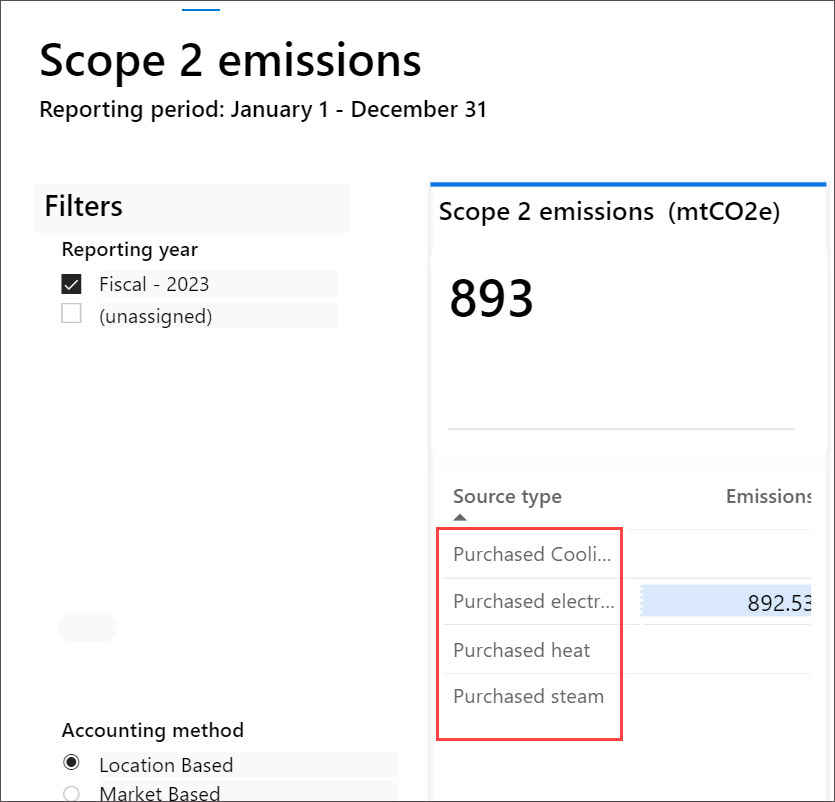 Scope 2 emissions
Reporting period: January 1 - December 31
Filters
Reporting year
Fiscal - 2023
(unassigned)
Accounting method
Location Based
Market Based
Scope 2 emissions (mtCO2e)
893
Source type Emissions
Purchased Cooli...
Purchased electr... 892.53
Purchased heat
Purchased steam